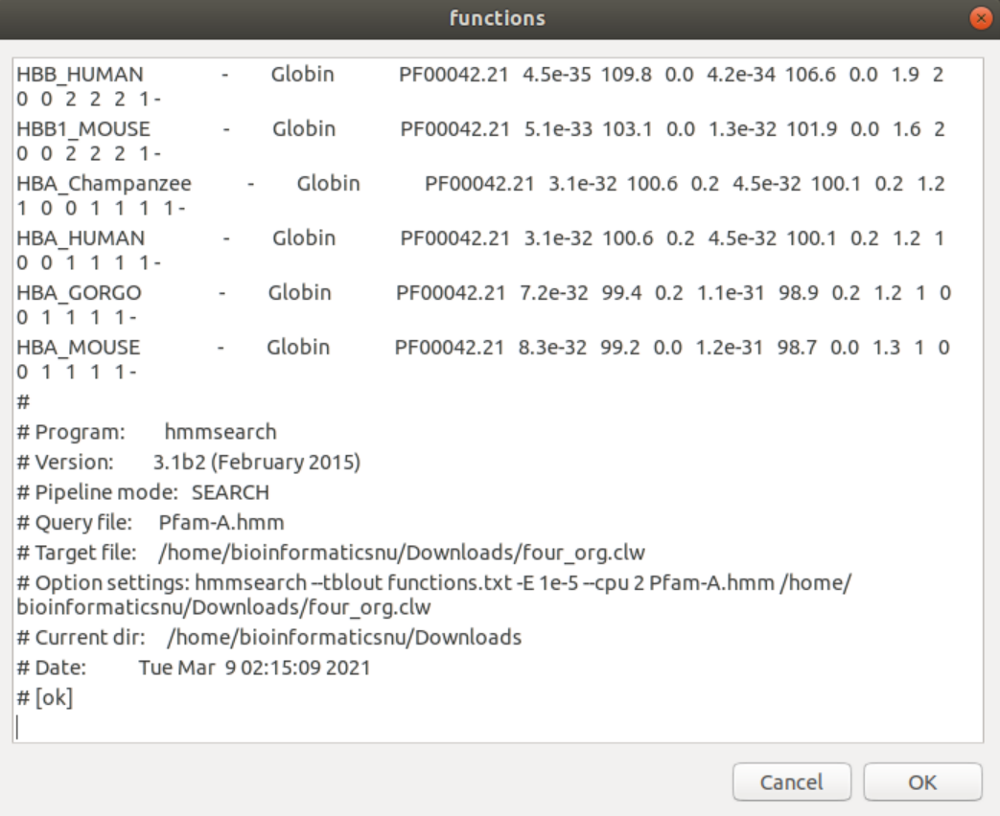 functions
HBB_HUMAN - Globin PF00042.21 4.5e-35 109.8 0.0 4.2e-34 106.6 0.0 1.9 2
0 0 2 2 2 1 -
HBB1_MOUSE - Globin PF00042.21 5.1e-33 103.1 0.0 1.3e-32 101.9 0.0 1.6 2
0 0 2 2 2 1 -
HBA_Champanzee - Globin PF00042.21 3.1e-32 100.6 0.2 4.5e-32 100.1 0.2 1.2
1 0 0 1 1 1 1 -
HBA_HUMAN - Globin PF00042.21 3.1e-32 100.6 0.2 4.5e-32 100.1 0.2 1.2 1
0 0 1 1 1 1 -
HBA_GORGO - Globin PF00042.21 7.2e-32 99.4 0.2 1.1e-31 98.9 0.2 1.2 1 0
0 1 1 1 1 -
HBA_MOUSE - Globin PF00042.21 8.3e-32 99.2 0.0 1.2e-31 98.7 0.0 1.3 1 0
0 1 1 1 1 -
#
# Program: hmmsearch
# Version: 3.1b2 (February 2015)
# Pipeline mode: SEARCH
# Query file: Pfam-A.hmm
# Target file: /home/bioinformaticsnu/Downloads/four_org.clw
# Option settings: hmmsearch --tblout functions.txt -E 1e-5 --cpu 2 Pfam-A.hmm /home/
bioinformaticsnu/Downloads/four_org.clw
# Current dir: /home/bioinformaticsnu/Downloads
# Date: Tue Mar 9 02:15:09 2021
# [ok]
Cancel OK